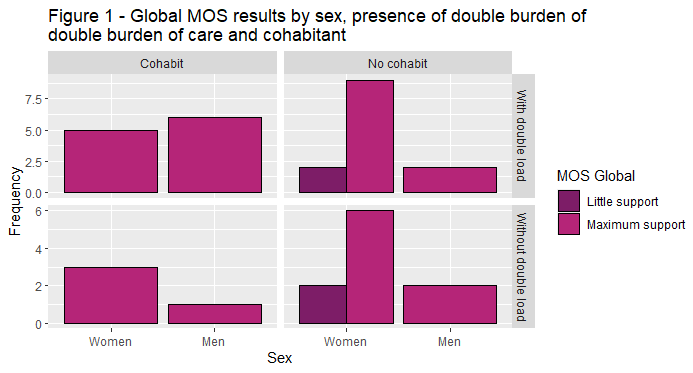 Figure 1 - Global MOS results by sex, presence of double burden of
double burden of care and cohabitant
Cohabit
No cohabit
7.5
5.0
2.5
0.0
With double load
6
4
2
0
Without double load
Frequency
Women
Men
Women
Men
Sex
MOS Global
Little support
Maximum support